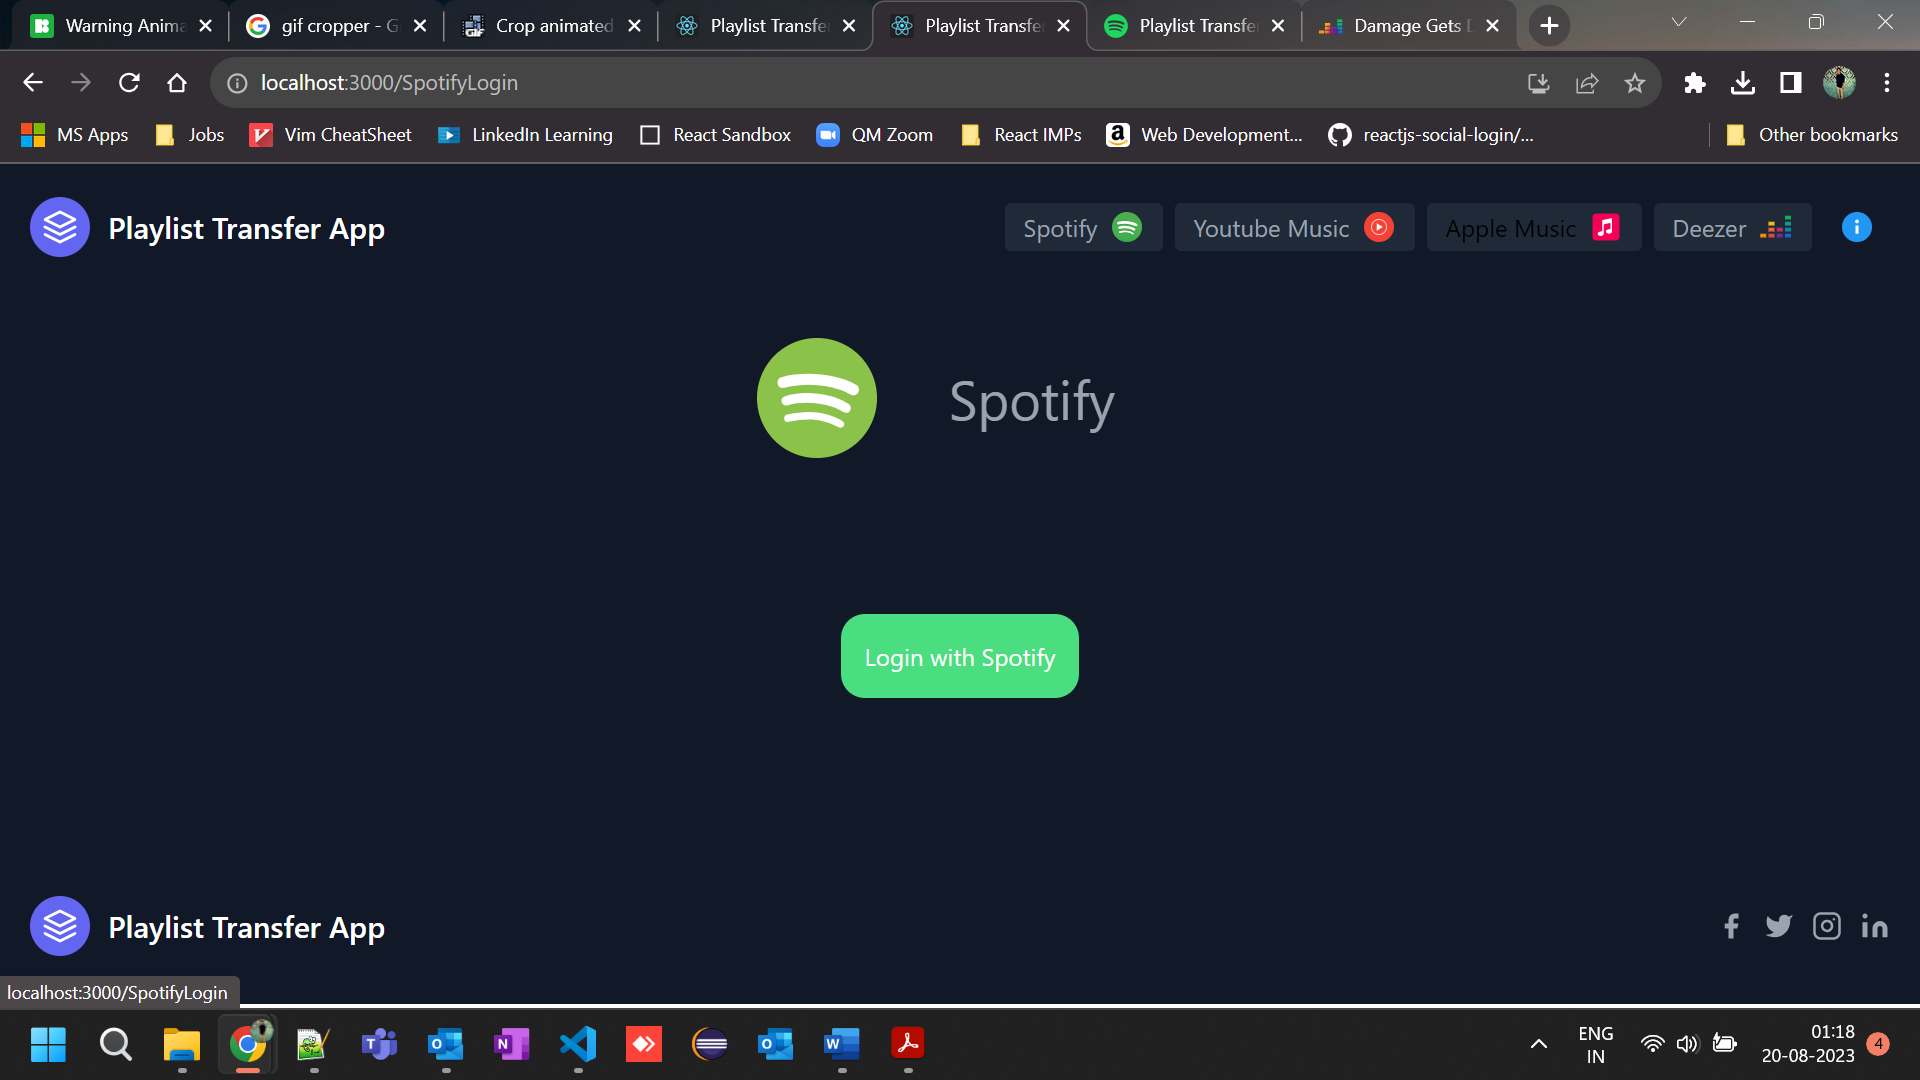 Warning Anima
gif cropper - G
Crop animated
Playlist Transfe
Playlist Transfe
Playlist Transfe
Damage Gets D
localhost:3000/SpotifyLogin
MS Apps
Jobs
Vim CheatSheet
LinkedIn Learning
React Sandbox
QM Zoom
React IMPs
Web Development...
reactjs-social-login/...
Other bookmarks
Playlist Transfer App
Spotify
Youtube Music
Apple Music
Deezer
Spotify
Login with Spotify
Playlist Transfer App
localhost:3000/SpotifyLogin
ENG
IN
01:18
20-08-2023
4